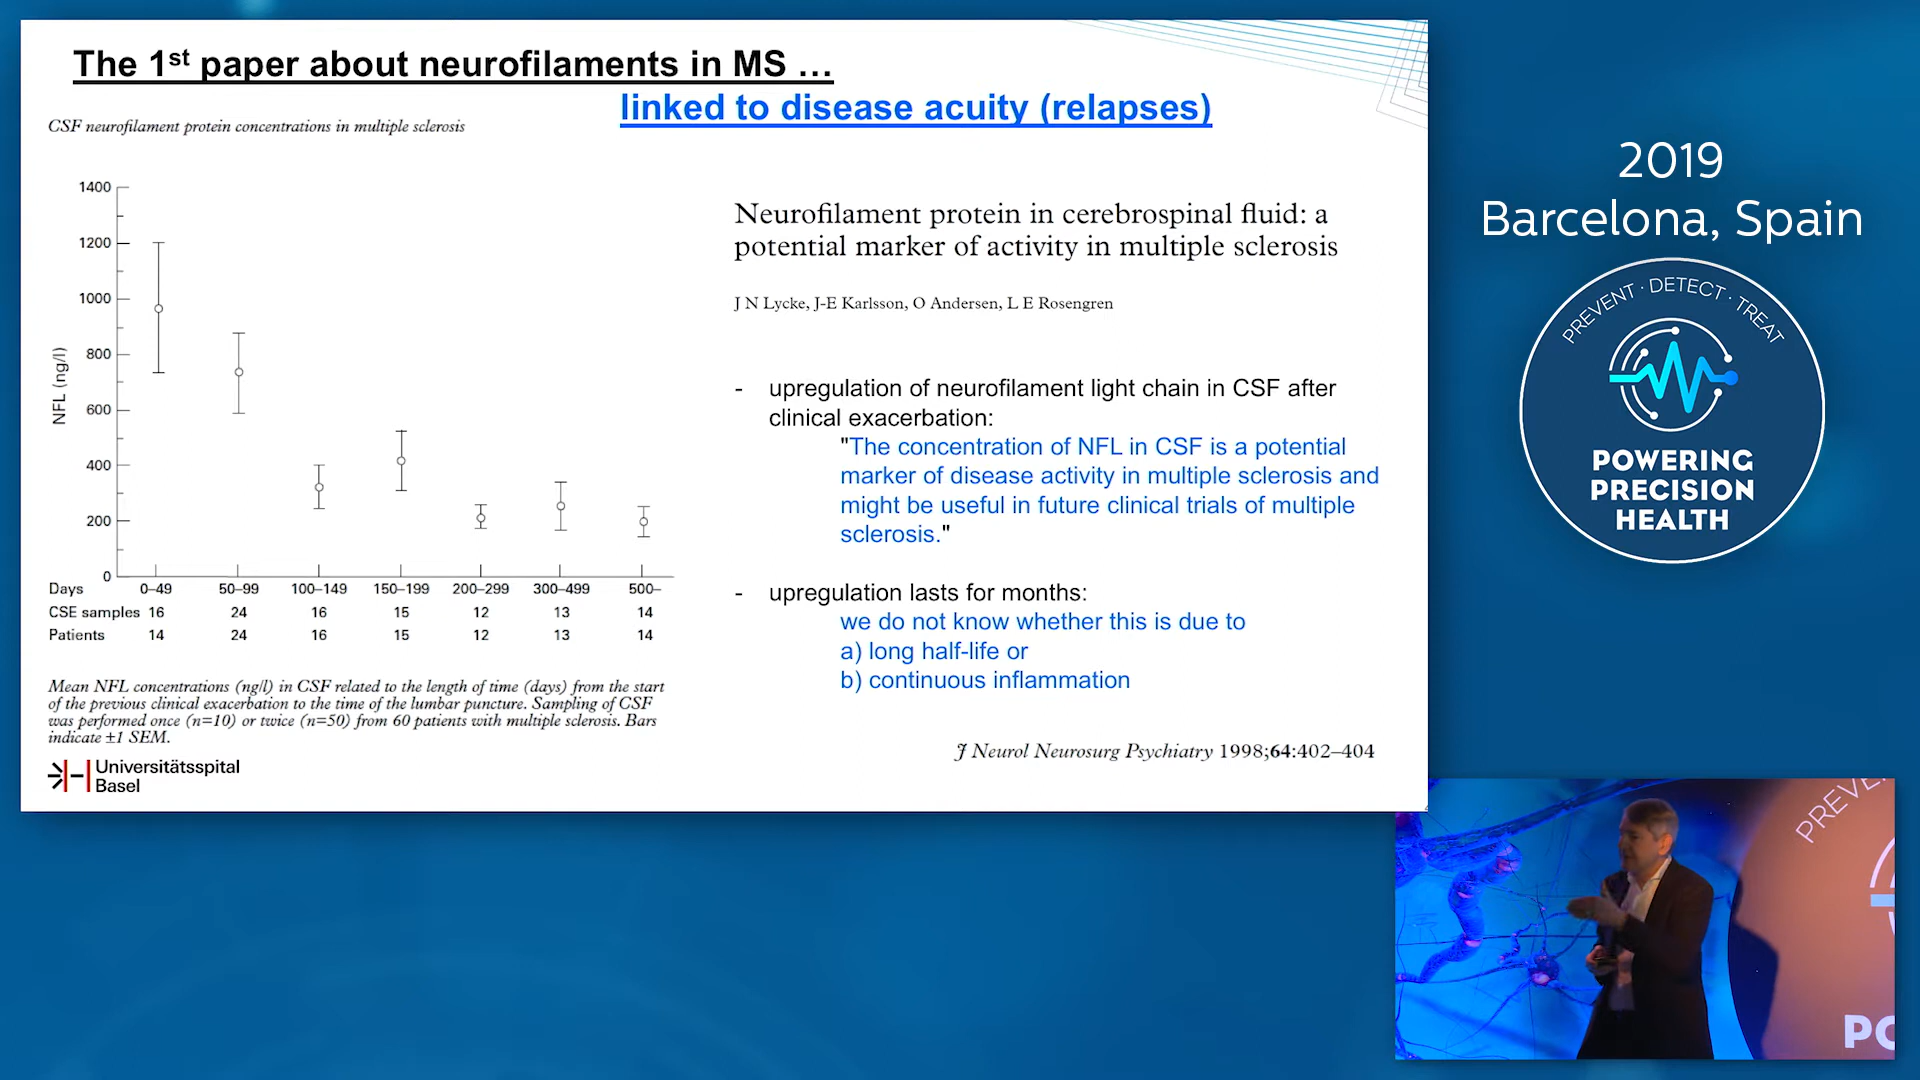 The 1st paper about neurofilaments in MS ...
linked to disease acuity (relapses)
CSF neurofilament protein concentrations in multiple sclerosis
1400
1200
1000
800
600
400
200
0
NFL (ng/l)
Days 0–49 50–99 100–149 150–199 200–299 300–499 500–
CSE samples 16 24 16 15 12 13 14
Patients 14 24 16 15 12 13 14
Mean NFL concentrations (ng/l) in CSF related to the length of time (days) from the start
of the previous clinical exacerbation to the time of the lumbar puncture. Sampling of CSF
was performed once (n=10) or twice (n=50) from 60 patients with multiple sclerosis. Bars
indicate ±1 SEM.
Universitätsspital
Basel
Neurofilament protein in cerebrospinal fluid: a
potential marker of activity in multiple sclerosis
J N Lycke, J-E Karlsson, O Andersen, L E Rosengren
- upregulation of neurofilament light chain in CSF after
clinical exacerbation:
"The concentration of NFL in CSF is a potential
marker of disease activity in multiple sclerosis and
might be useful in future clinical trials of multiple
sclerosis."
- upregulation lasts for months:
we do not know whether this is due to
a) long half-life or
b) continuous inflammation
J Neurol Neurosurg Psychiatry 1998;64:402–404
2019
Barcelona, Spain
PREVENT · DETECT · TREAT
POWERING
PRECISION
HEALTH
PREVE
PO